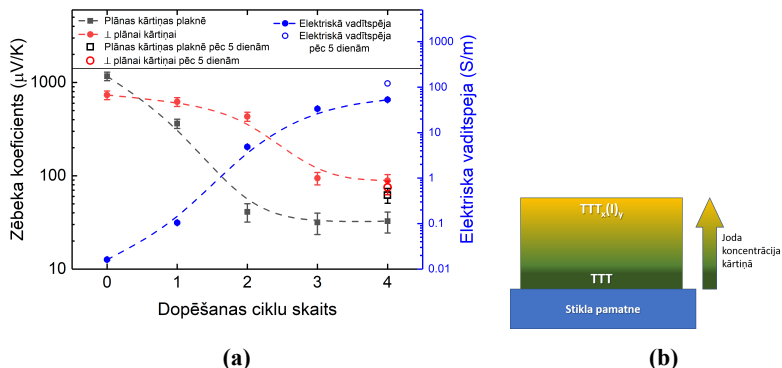 Plānas kārtiņas plaknē
⊥ plānai kārtiņai
Plānas kārtiņas plaknē pēc 5 dienām
⊥ plānai kārtiņai pēc 5 dienām
Elektriskā vadītspēja
Elektriskā vadītspēja
pēc 5 dienām
Zēbeka koeficients (μV/K)
1000
100
10
0 1 2 3 4
Dopēšanas ciklu skaits
1000
100
10
1
0.1
0.01
Elektriska vaditspeja (S/m)
(a)
TTTx(I)y
TTT
Stikla pamatne
Joda
koncentrācija
kārtiņā
(b)